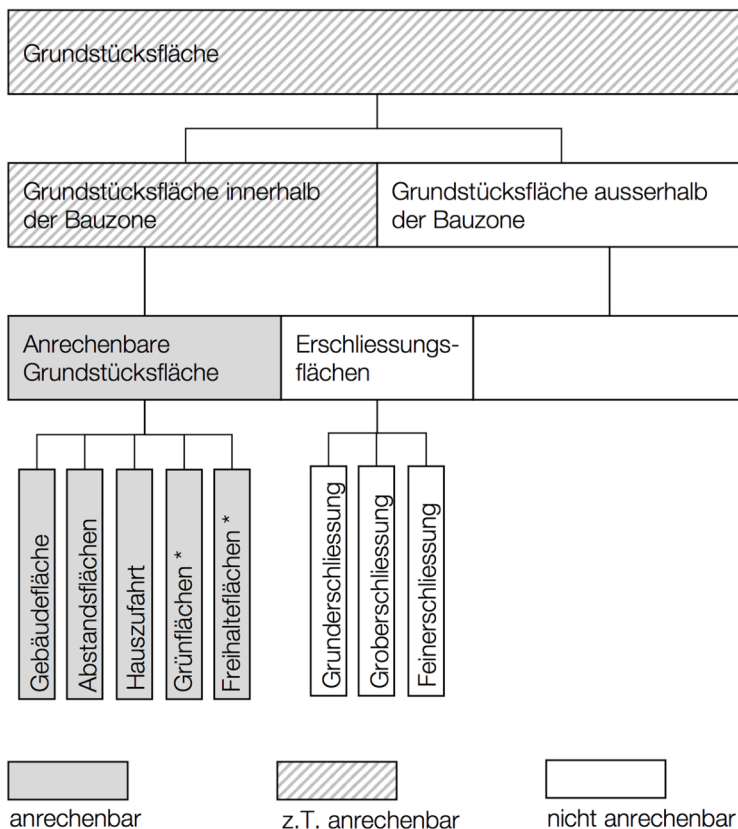 Grundstücksfläche
Grundstücksfläche innerhalb
der Bauzone
Grundstücksfläche ausserhalb
der Bauzone
Anrechenbare
Grundstücksfläche
Erschliessungs-
flächen
Gebäudefläche
Abstandsflächen
Hauszufahrt
Grünflächen *
Freihalteflächen *
Grunderschliessung
Groberschliessung
Feinerschliessung
anrechenbar
z.T. anrechenbar
nicht anrechenbar